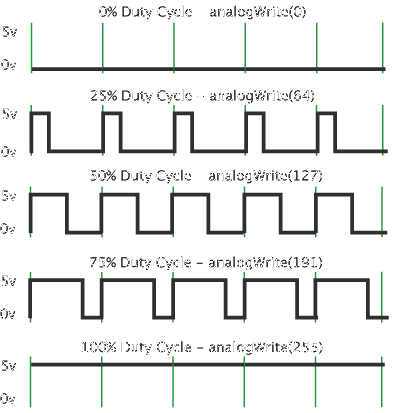 0% Duty Cycle - analogWrite(0)
5v
0v
25% Duty Cycle - analogWrite(64)
5v
0v
50% Duty Cycle - analogWrite(127)
5v
0v
75% Duty Cycle - analogWrite(191)
5v
0v
100% Duty Cycle - analogWrite(255)
5v
0v